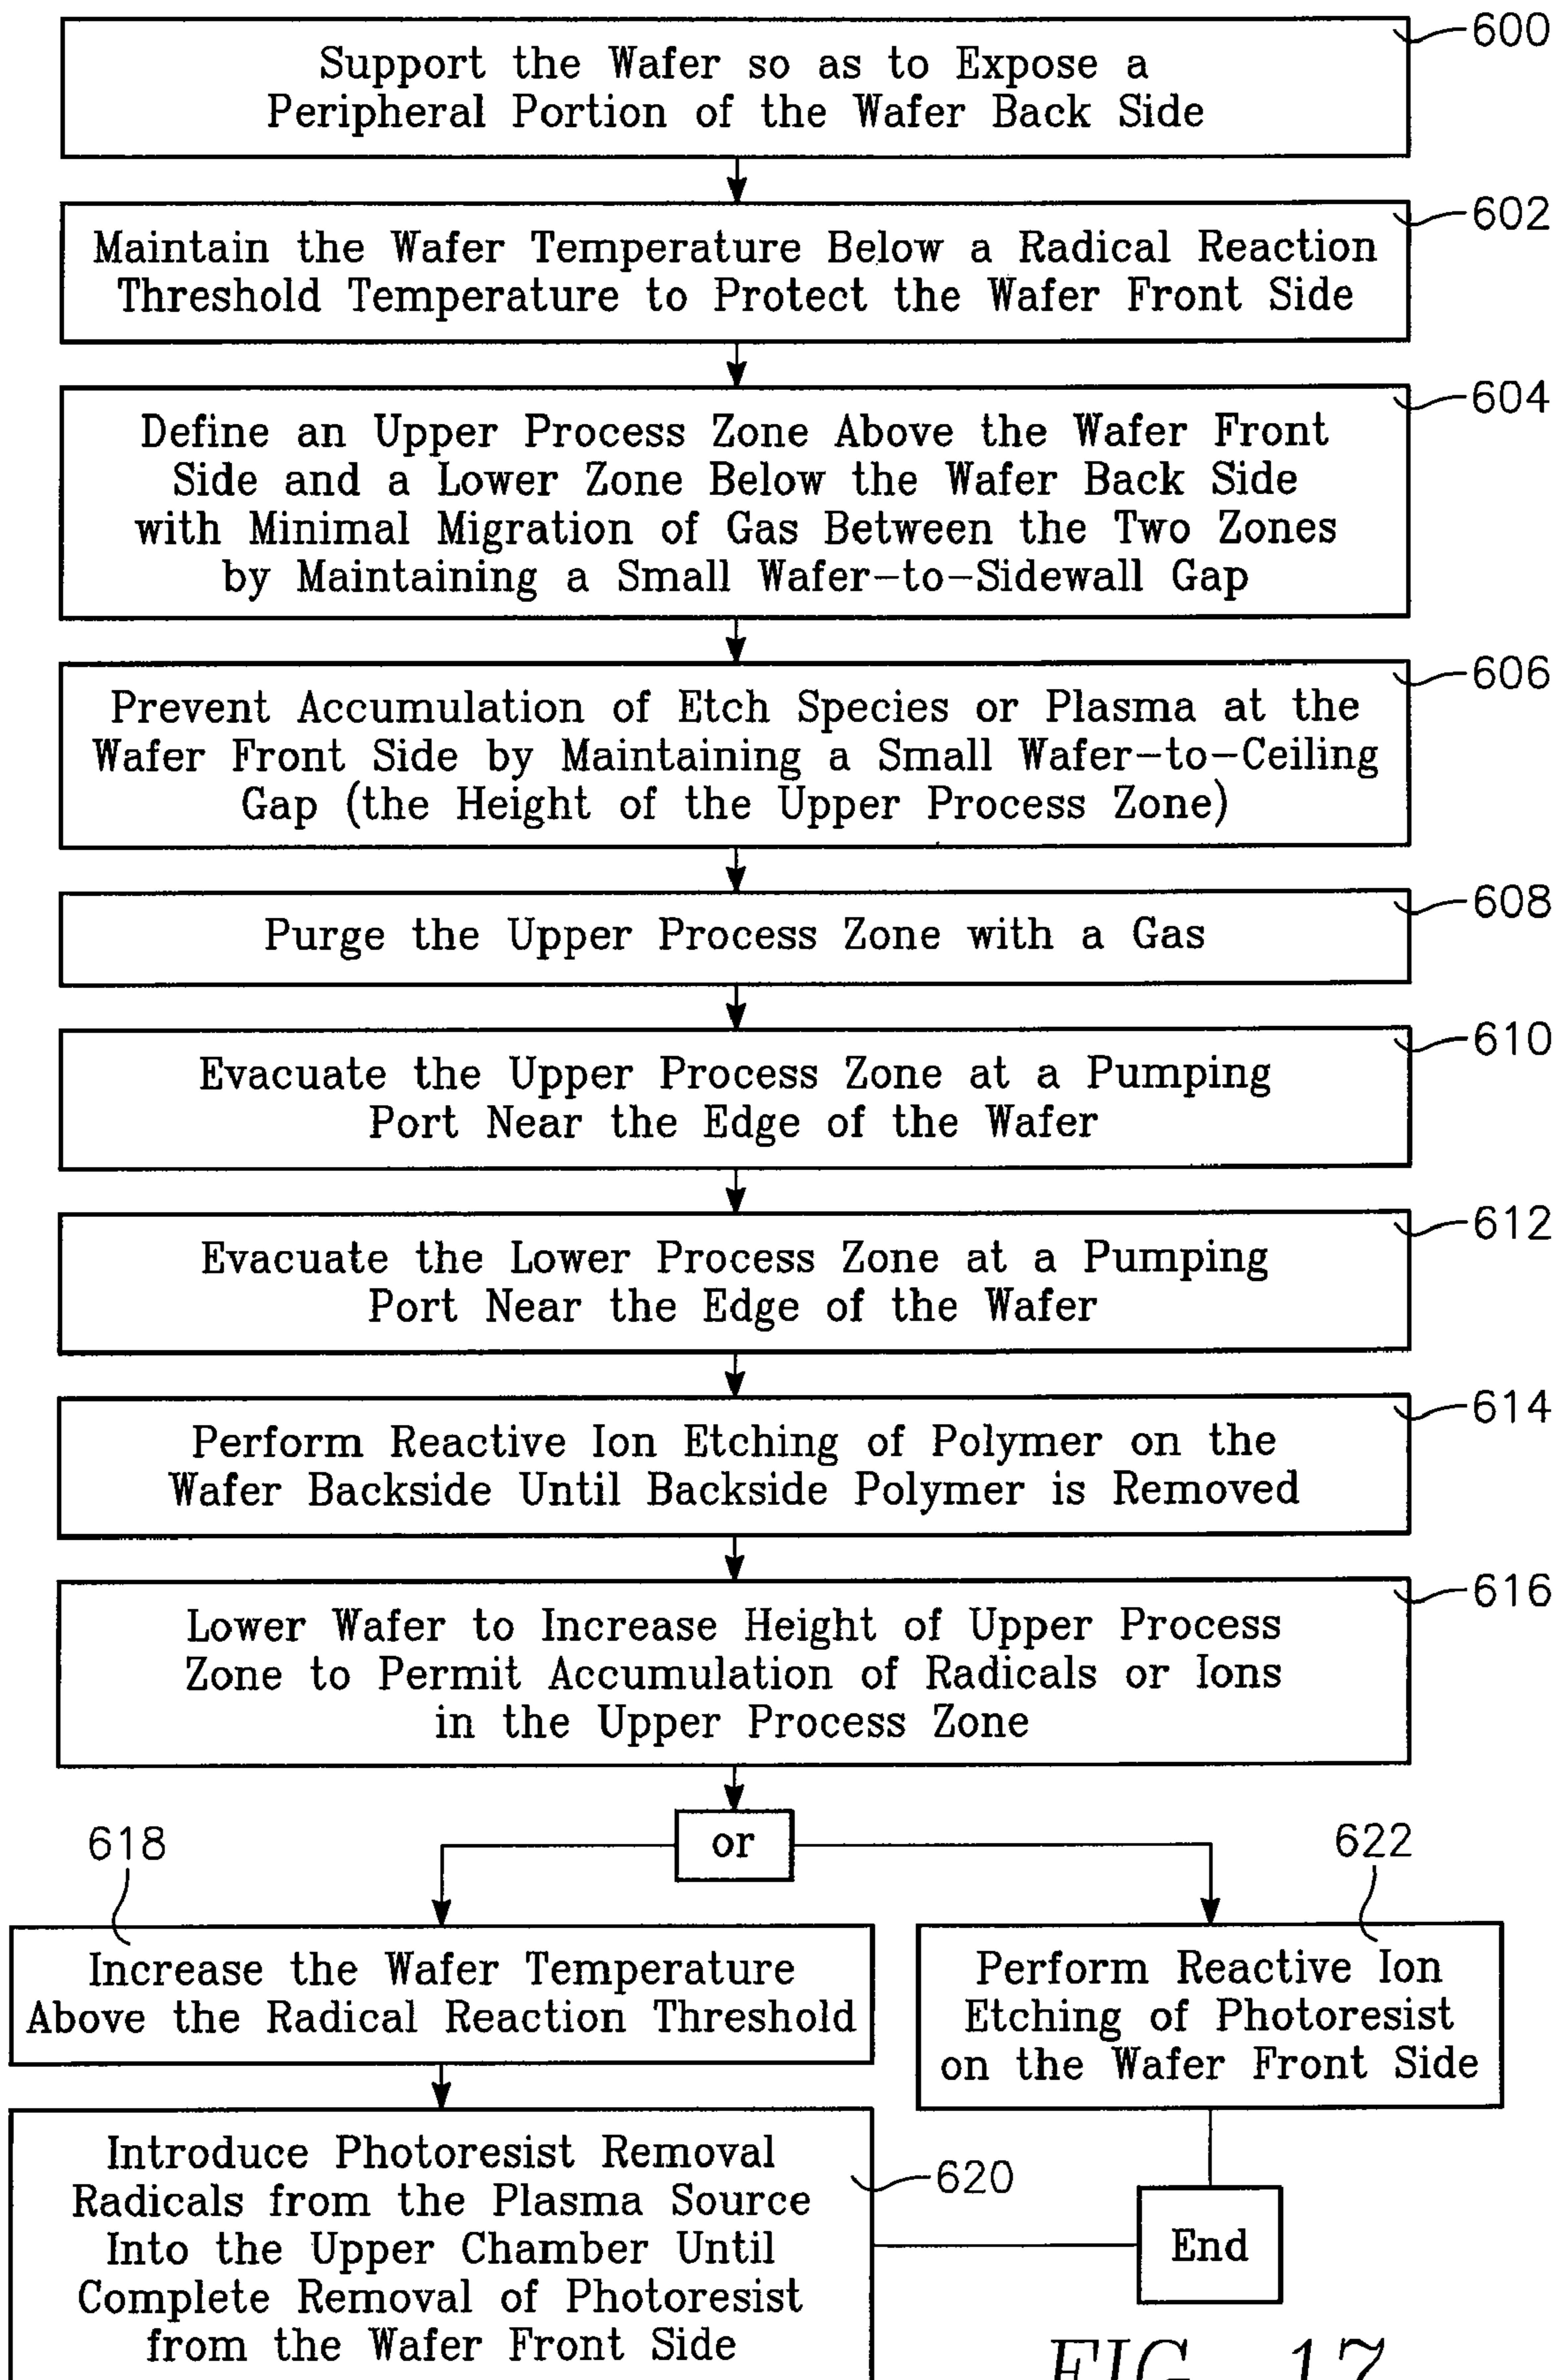 600
Support the Wafer so as to Expose a
Peripheral Portion of the Wafer Back Side
602
Maintain the Wafer Temperature Below a Radical Reaction
Threshold Temperature to Protect the Wafer Front Side
604
Define an Upper Process Zone Above the Wafer Front
Side and a Lower Zone Below the Wafer Back Side
with Minimal Migration of Gas Between the Two Zones
by Maintaining a Small Wafer-to-Sidewall Gap
606
Prevent Accumulation of Etch Species or Plasma at the
Wafer Front Side by Maintaining a Small Wafer-to-Ceiling
Gap (the Height of the Upper Process Zone)
608
Purge the Upper Process Zone with a Gas
610
Evacuate the Upper Process Zone at a Pumping
Port Near the Edge of the Wafer
612
Evacuate the Lower Process Zone at a Pumping
Port Near the Edge of the Wafer
614
Perform Reactive Ion Etching of Polymer on the
Wafer Backside Until Backside Polymer is Removed
616
Lower Wafer to Increase Height of Upper Process
Zone to Permit Accumulation of Radicals or Ions
in the Upper Process Zone
or
618
Increase the Wafer Temperature
Above the Radical Reaction Threshold
622
Perform Reactive Ion
Etching of Photoresist
on the Wafer Front Side
620
Introduce Photoresist Removal
Radicals from the Plasma Source
Into the Upper Chamber Until
Complete Removal of Photoresist
from the Wafer Front Side
End
FIG. 17